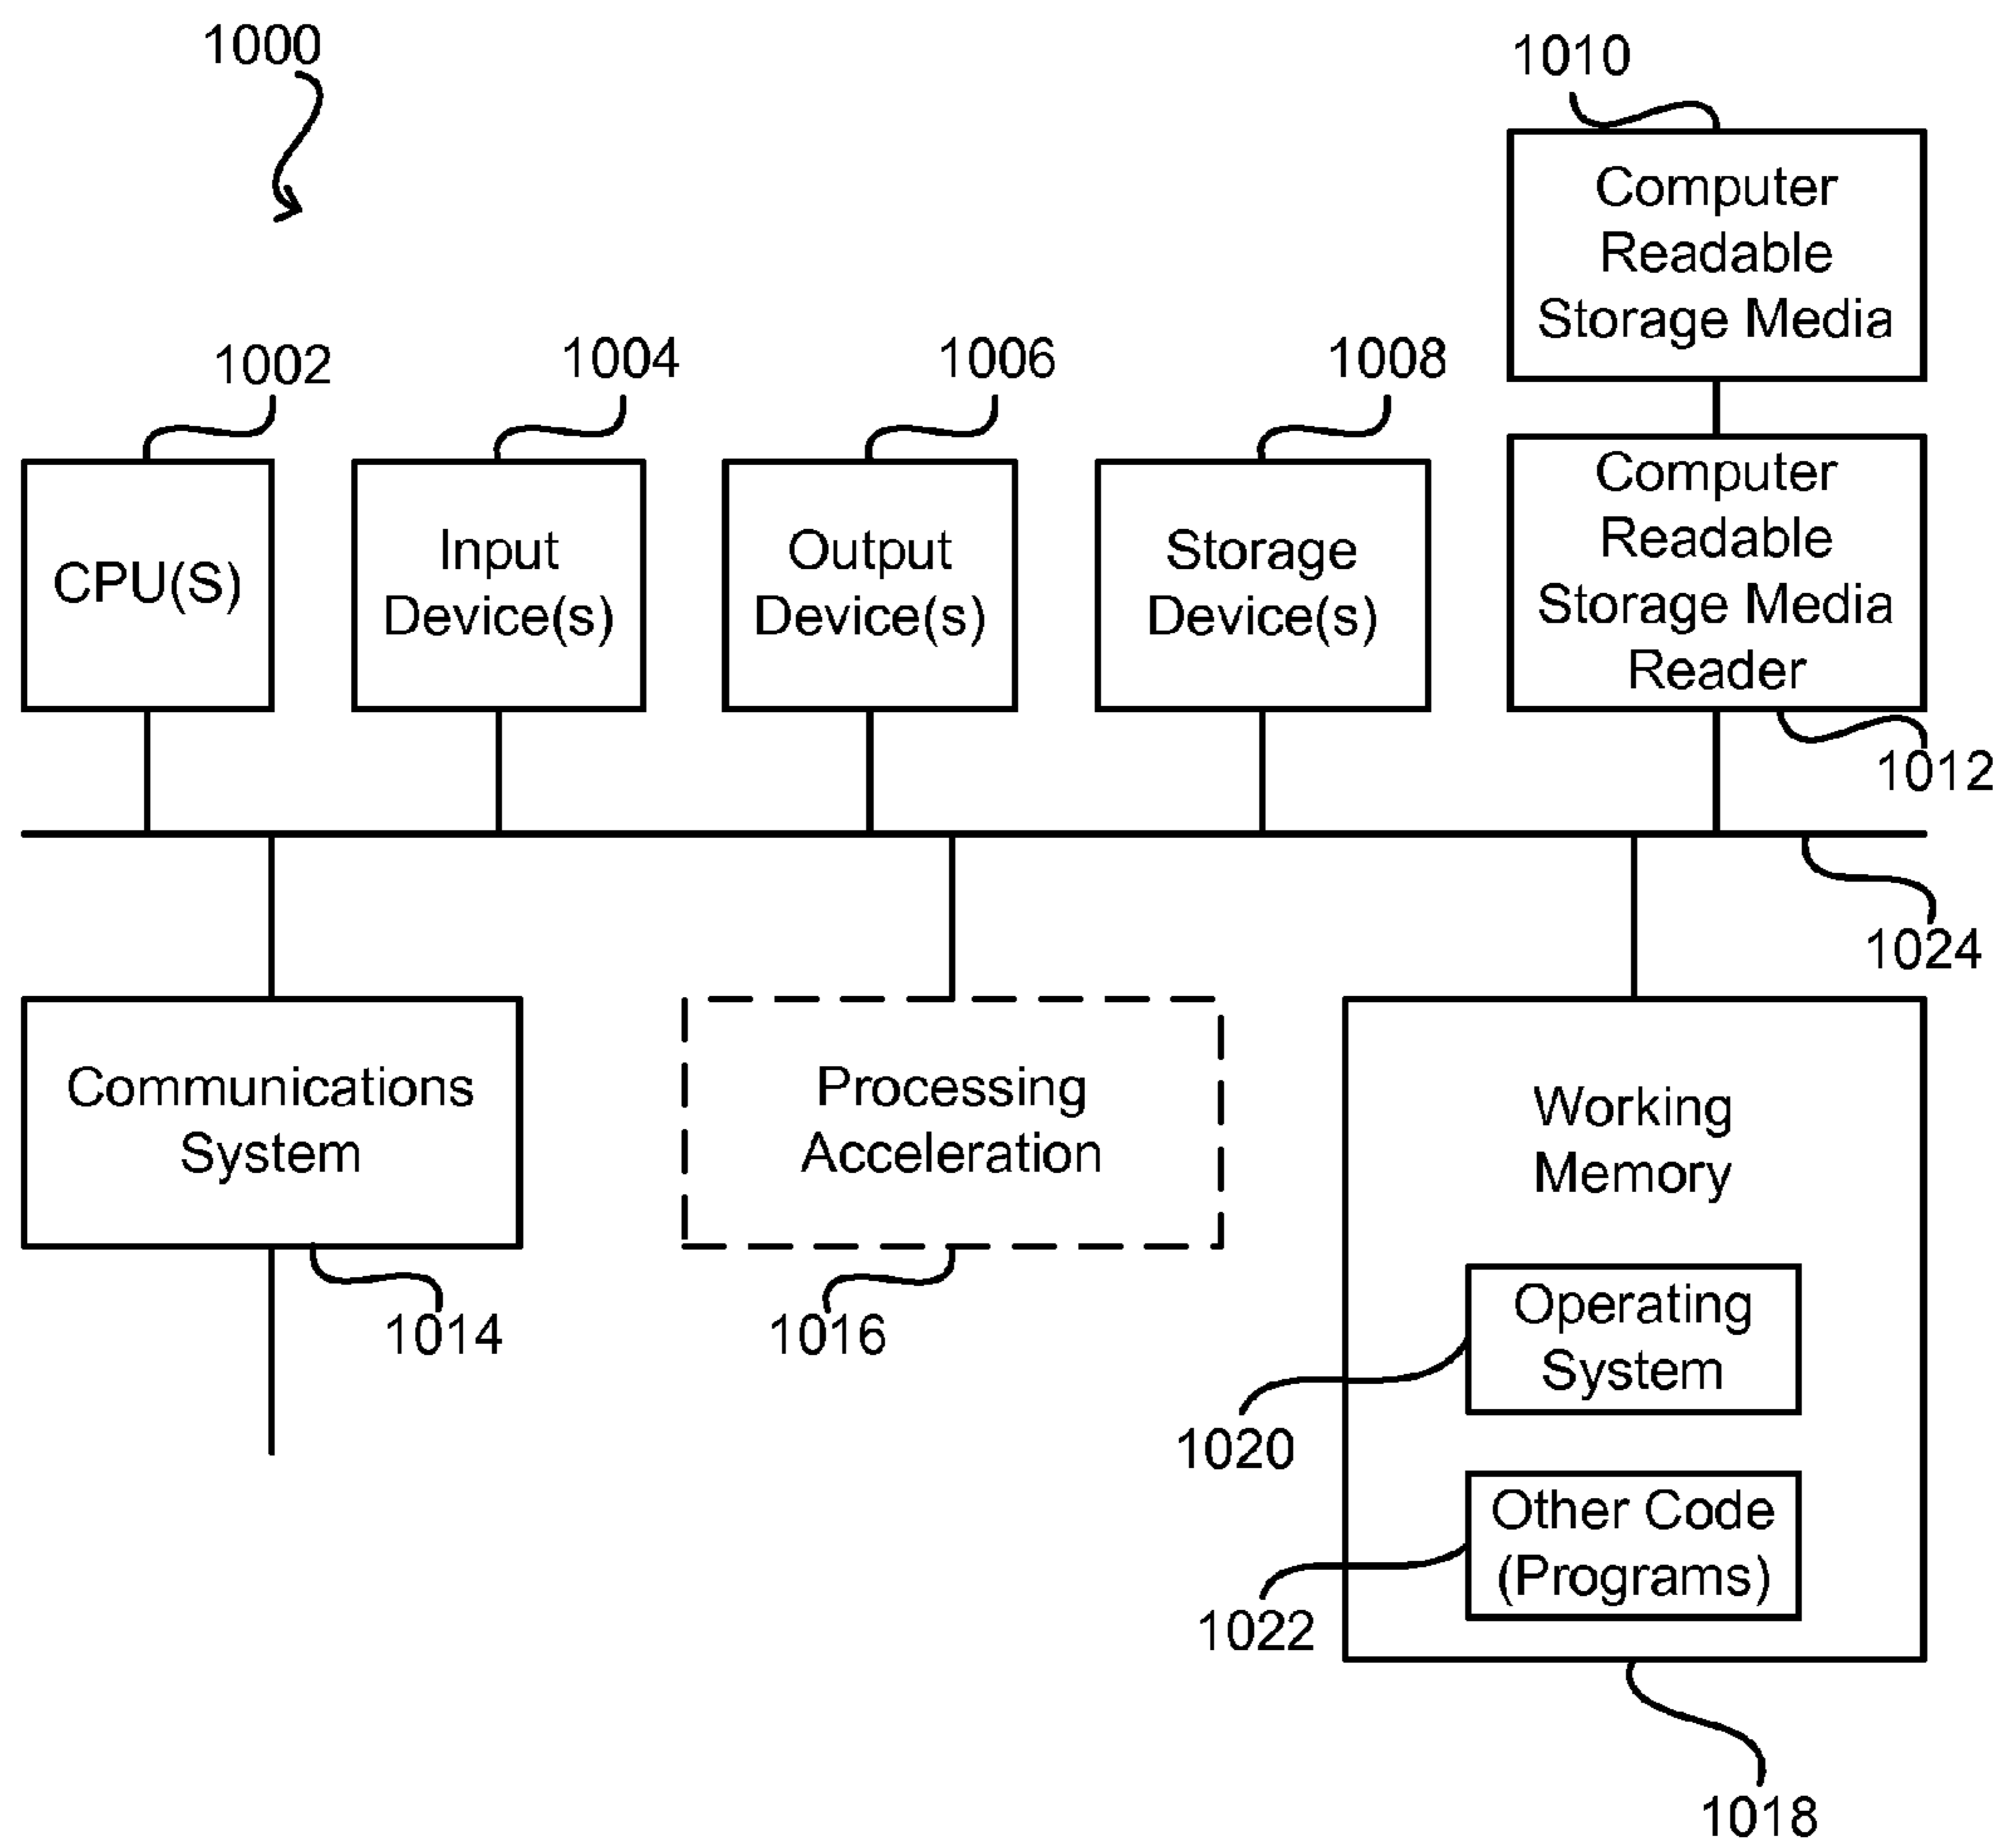 1000
1010
Computer
Readable
Storage Media
1002
1004
1006
1008
CPU(S)
Input
Device(s)
Output
Device(s)
Storage
Device(s)
Computer
Readable
Storage Media
Reader
1012
1024
Communications
System
1014
Processing
Acceleration
1016
Working
Memory
Operating
System
1020
Other Code
(Programs)
1022
1018